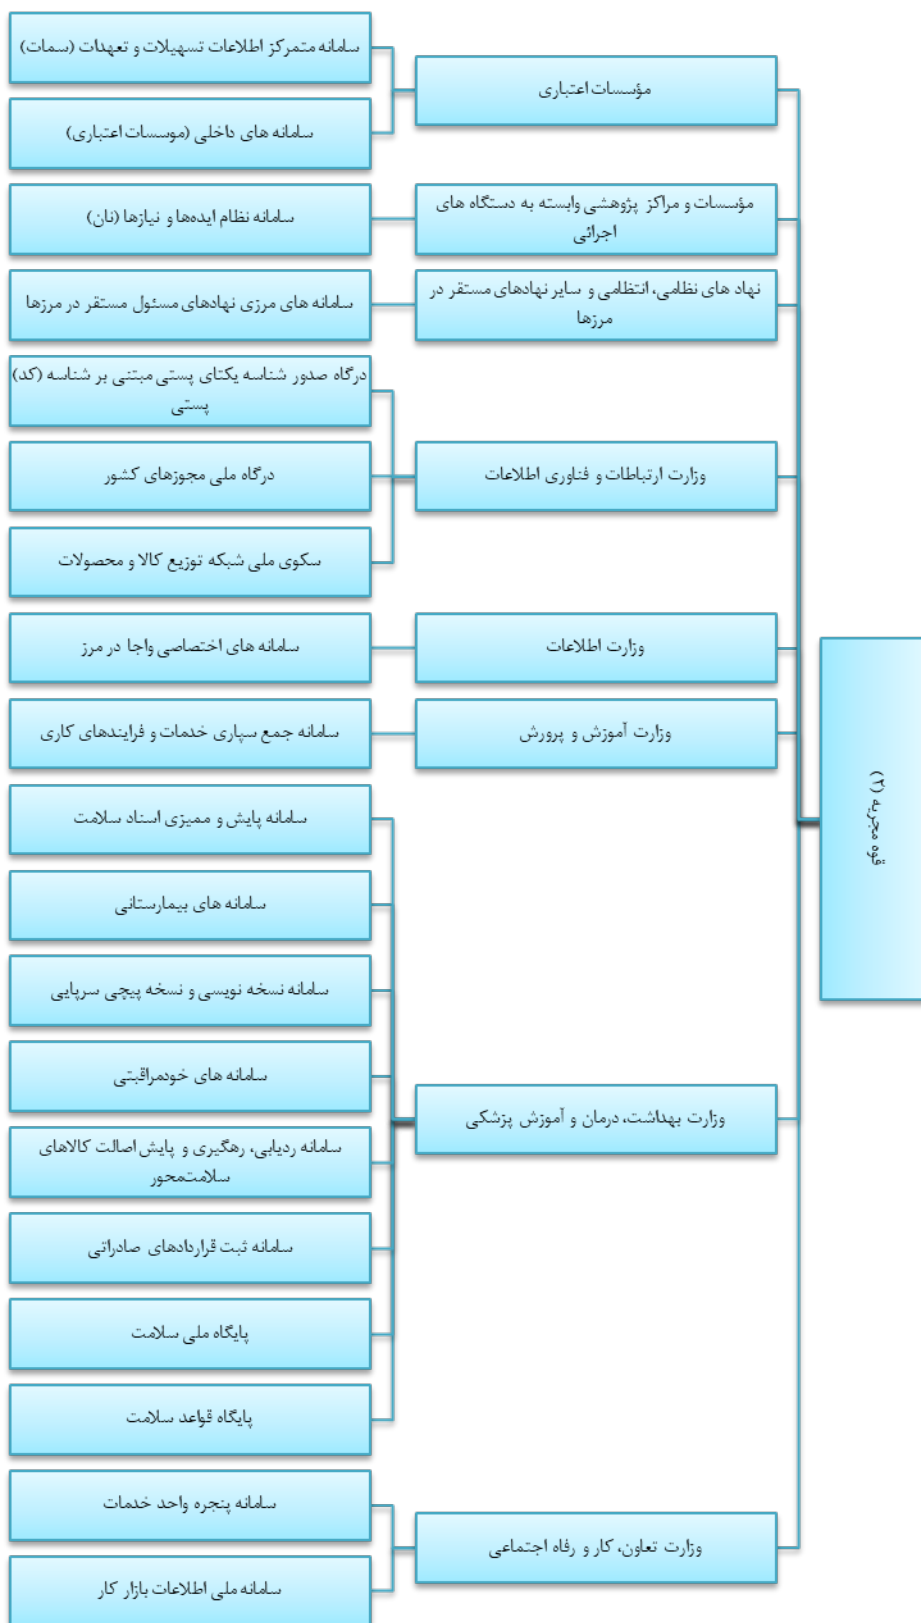 قوه مجریه (۲)
مؤسسات اعتباری
سامانه متمرکز اطلاعات تسهیلات و تعهدات (سمات)
سامانه های داخلی (موسسات اعتباری)
مؤسسات و مراکز پژوهشی وابسته به دستگاه های
اجرائی
سامانه نظام ایده‌ها و نیازها (نان)
نهاد های نظامی، انتظامی و سایر نهادهای مستقر در
مرزها
سامانه های مرزی نهادهای مسئول مستقر در مرزها
وزارت ارتباطات و فناوری اطلاعات
درگاه صدور شناسه یکتای پستی مبتنی بر شناسه (کد)
پستی
درگاه ملی مجوزهای کشور
سکوی ملی شبکه توزیع کالا و محصولات
وزارت اطلاعات
سامانه های اختصاصی واجا در مرز
وزارت آموزش و پرورش
سامانه جمع سپاری خدمات و فرایندهای کاری
وزارت بهداشت، درمان و آموزش پزشکی
سامانه پایش و ممیزی اسناد سلامت
سامانه های بیمارستانی
سامانه نسخه نویسی و نسخه پیچی سرپایی
سامانه های خودمراقبتی
سامانه ردیابی، رهگیری و پایش اصالت کالاهای
سلامت‌محور
سامانه ثبت قراردادهای صادراتی
پایگاه ملی سلامت
پایگاه قواعد سلامت
وزارت تعاون، کار و رفاه اجتماعی
سامانه پنجره واحد خدمات
سامانه ملی اطلاعات بازار کار